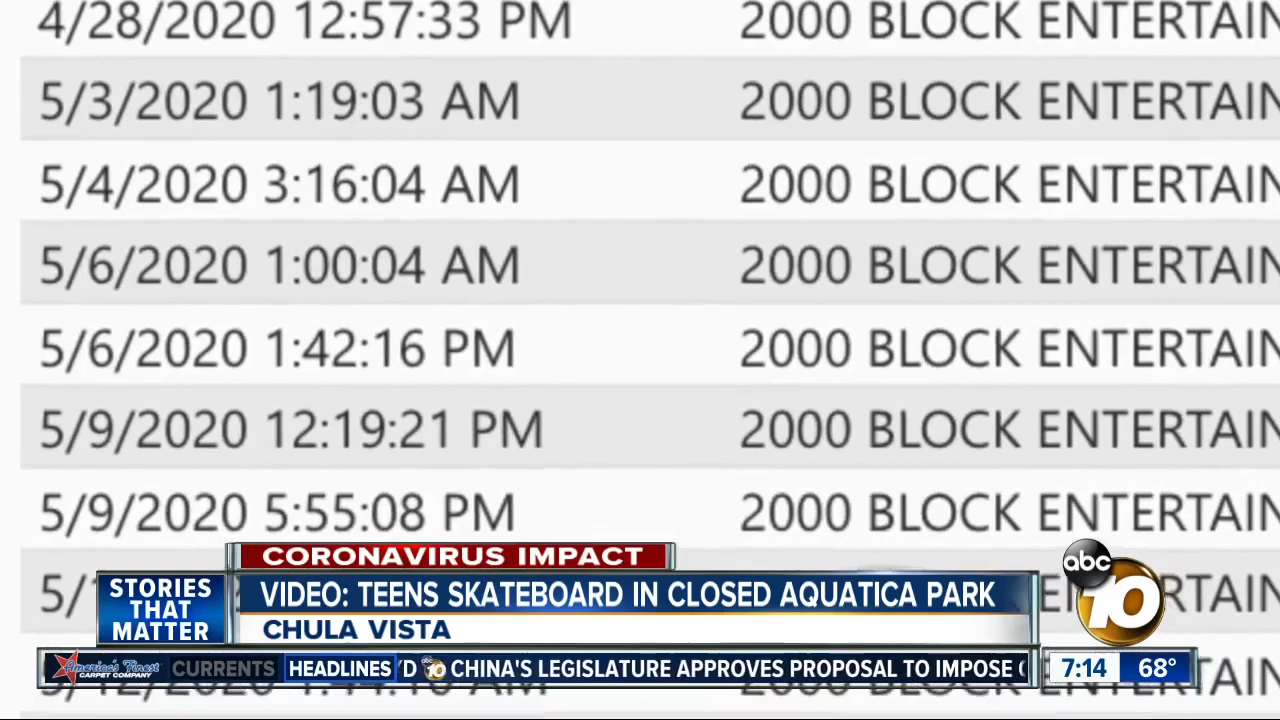 4/28/2020 12:57:33 PM 2000 BLOCK ENTERTAIN
5/3/2020 1:19:03 AM 2000 BLOCK ENTERTAIN
5/4/2020 3:16:04 AM 2000 BLOCK ENTERTAIN
5/6/2020 1:00:04 AM 2000 BLOCK ENTERTAIN
5/6/2020 1:42:16 PM 2000 BLOCK ENTERTAIN
5/9/2020 12:19:21 PM 2000 BLOCK ENTERTAIN
5/9/2020 5:55:08 PM 2000 BLOCK ENTERTAIN
CORONAVIRUS IMPACT
STORIES
THAT
MATTER
VIDEO: TEENS SKATEBOARD IN CLOSED AQUATICA PARK
CHULA VISTA
abc
10
America's Finest
CARPET COMPANY
CURRENTS HEADLINES 'D 10 CHINA'S LEGISLATURE APPROVES PROPOSAL TO IMPOSE
7:14 68°